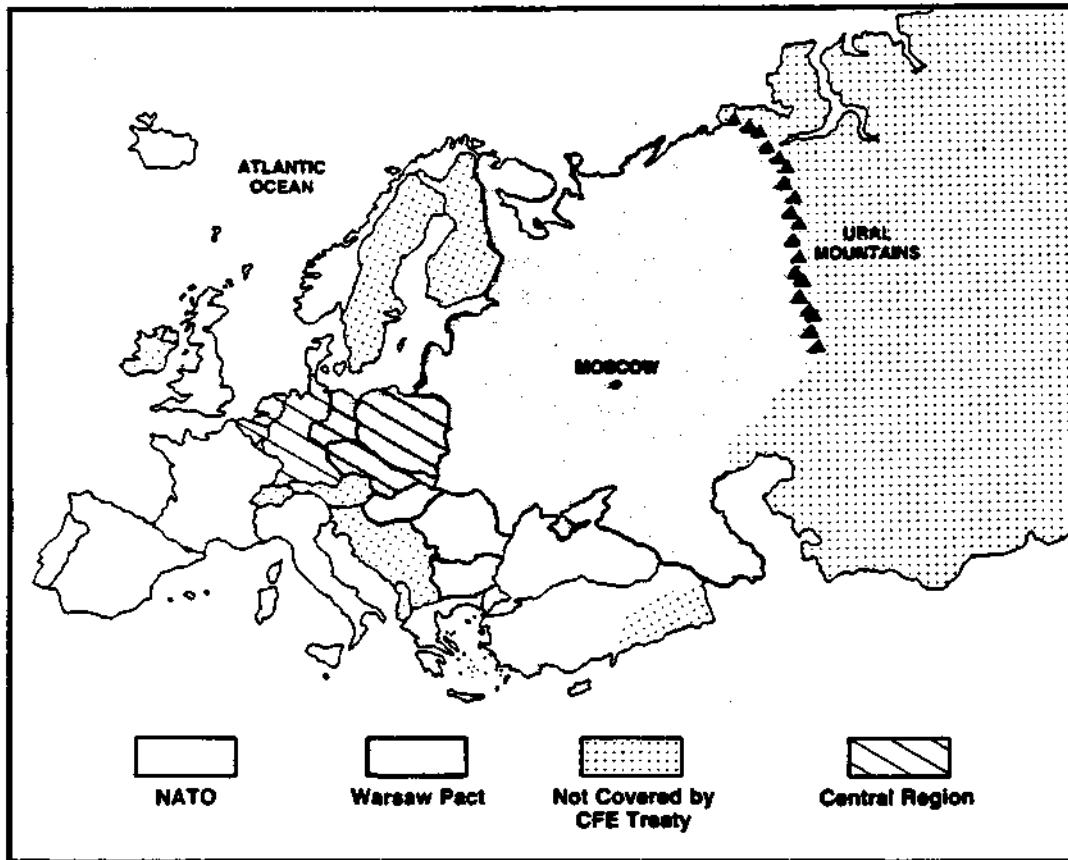 ATLANTIC
OCEAN
URAL
MOUNTAINS
MOSCOW
NATO
Warsaw Pact
Not Covered by
CFE Treaty
Central Region